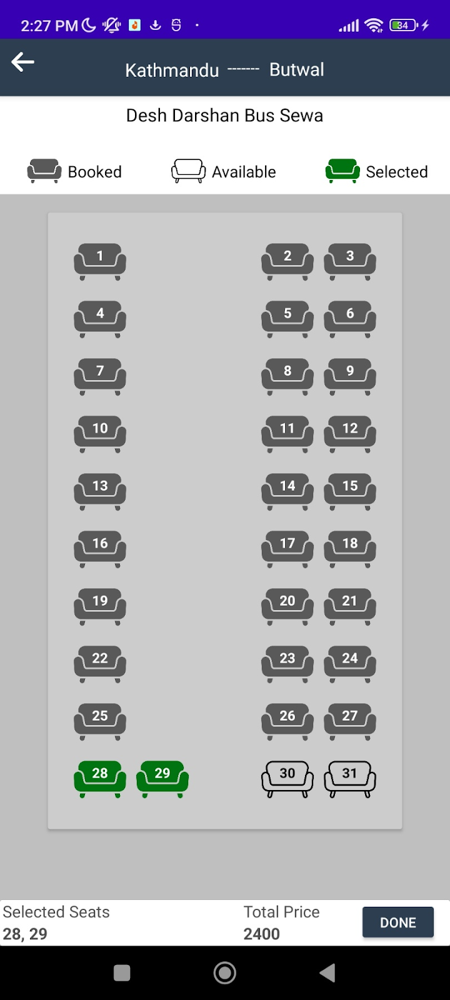 2:27 PM 34
Kathmandu ------- Butwal
Desh Darshan Bus Sewa
Booked Available Selected
1 2 3
4 5 6
7 8 9
10 11 12
13 14 15
16 17 18
19 20 21
22 23 24
25 26 27
28 29 30 31
Selected Seats Total Price DONE
28, 29 2400